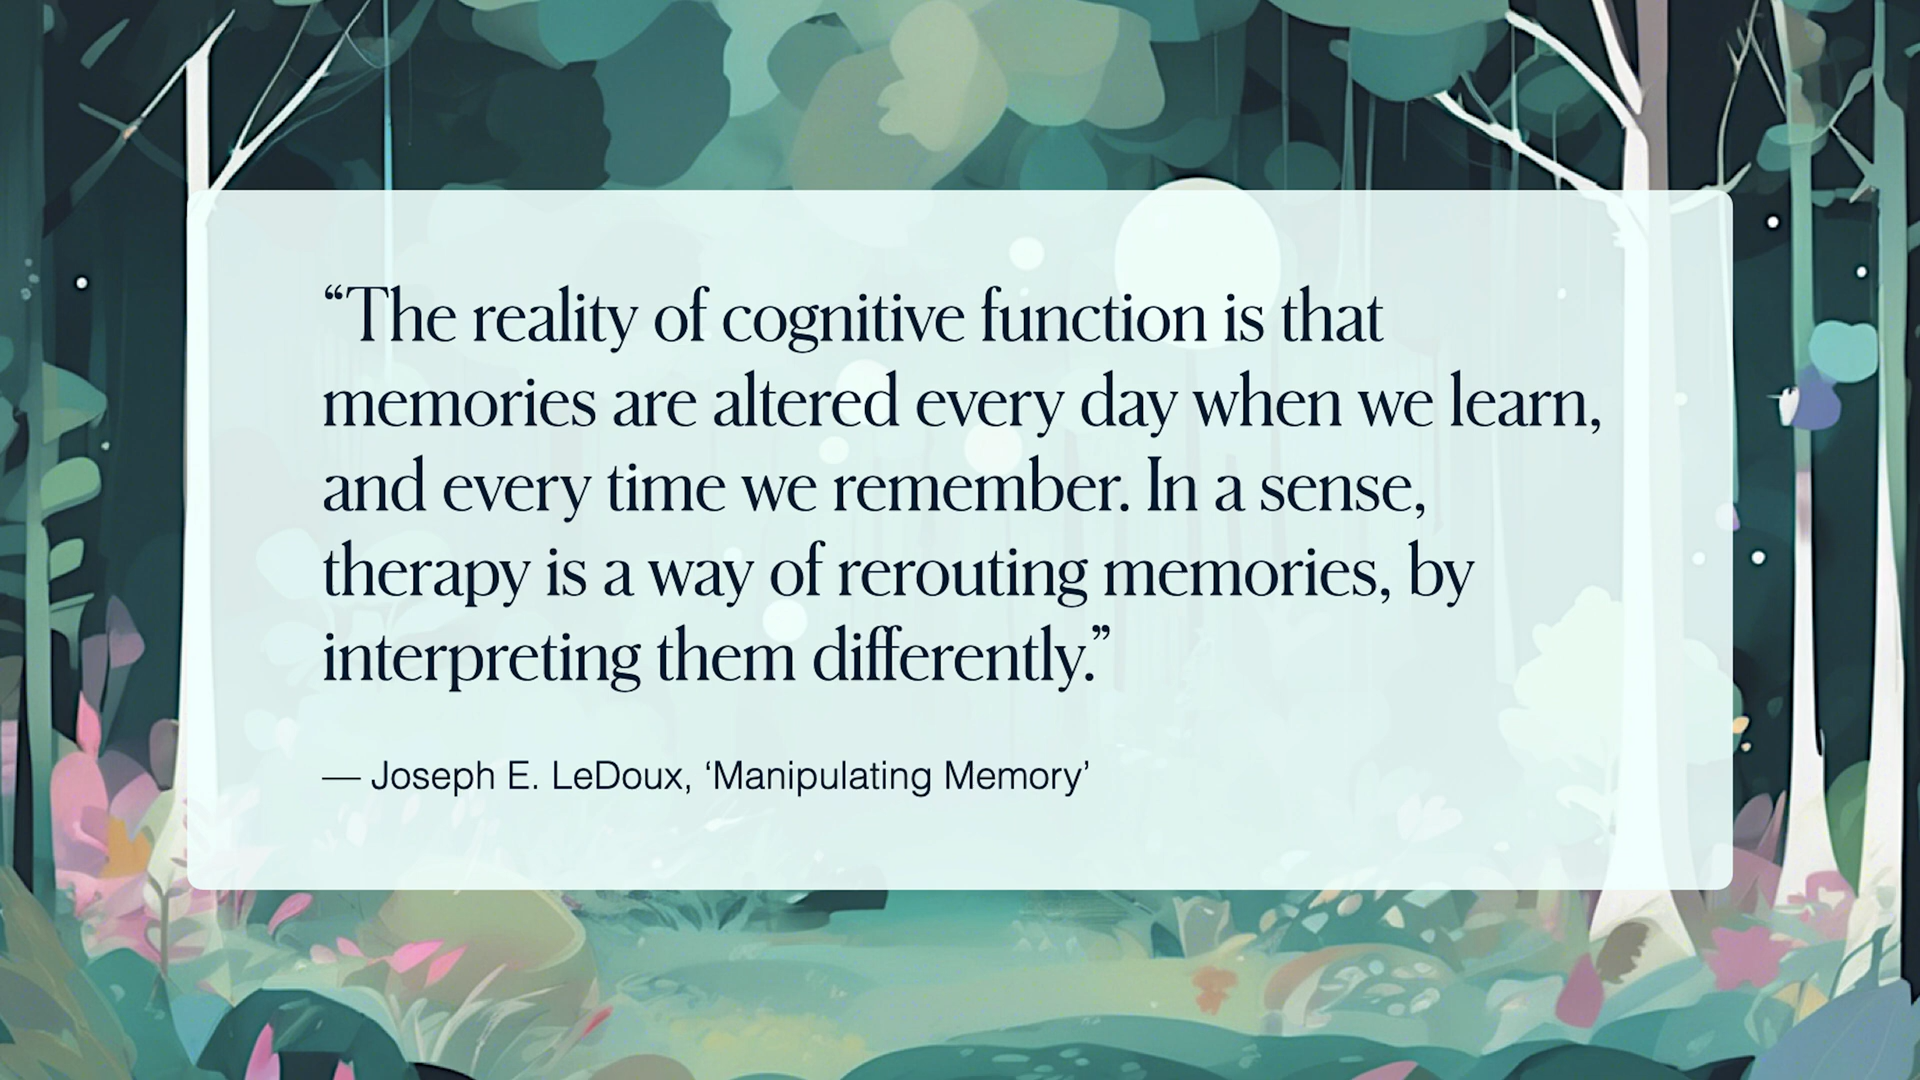 “The reality of cognitive function is that
memories are altered every day when we learn,
and every time we remember. In a sense,
therapy is a way of rerouting memories, by
interpreting them differently.”
— Joseph E. LeDoux, ‘Manipulating Memory’